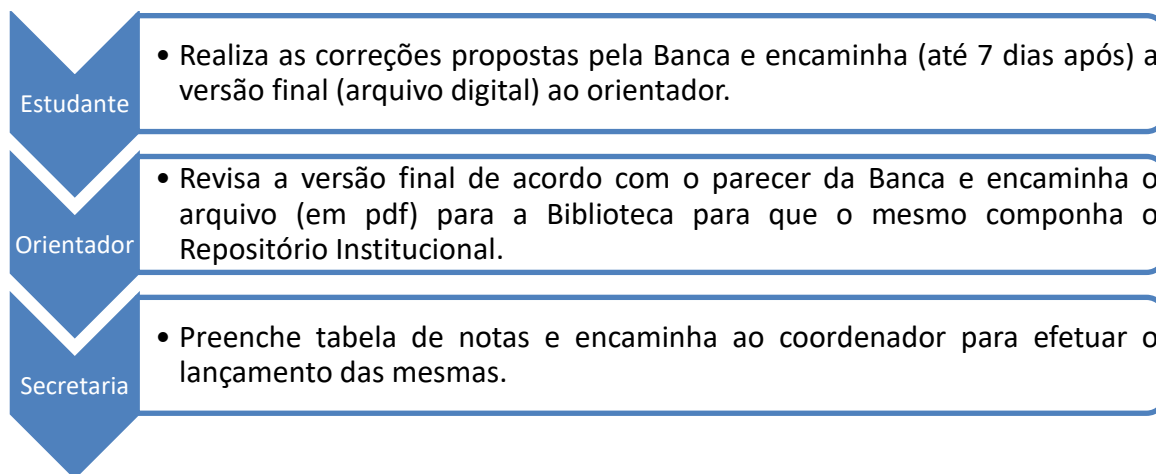 Estudante
• Realiza as correções propostas pela Banca e encaminha (até 7 dias após) a
versão final (arquivo digital) ao orientador.
Orientador
• Revisa a versão final de acordo com o parecer da Banca e encaminha o
arquivo (em pdf) para a Biblioteca para que o mesmo componha o
Repositório Institucional.
Secretaria
• Preenche tabela de notas e encaminha ao coordenador para efetuar o
lançamento das mesmas.